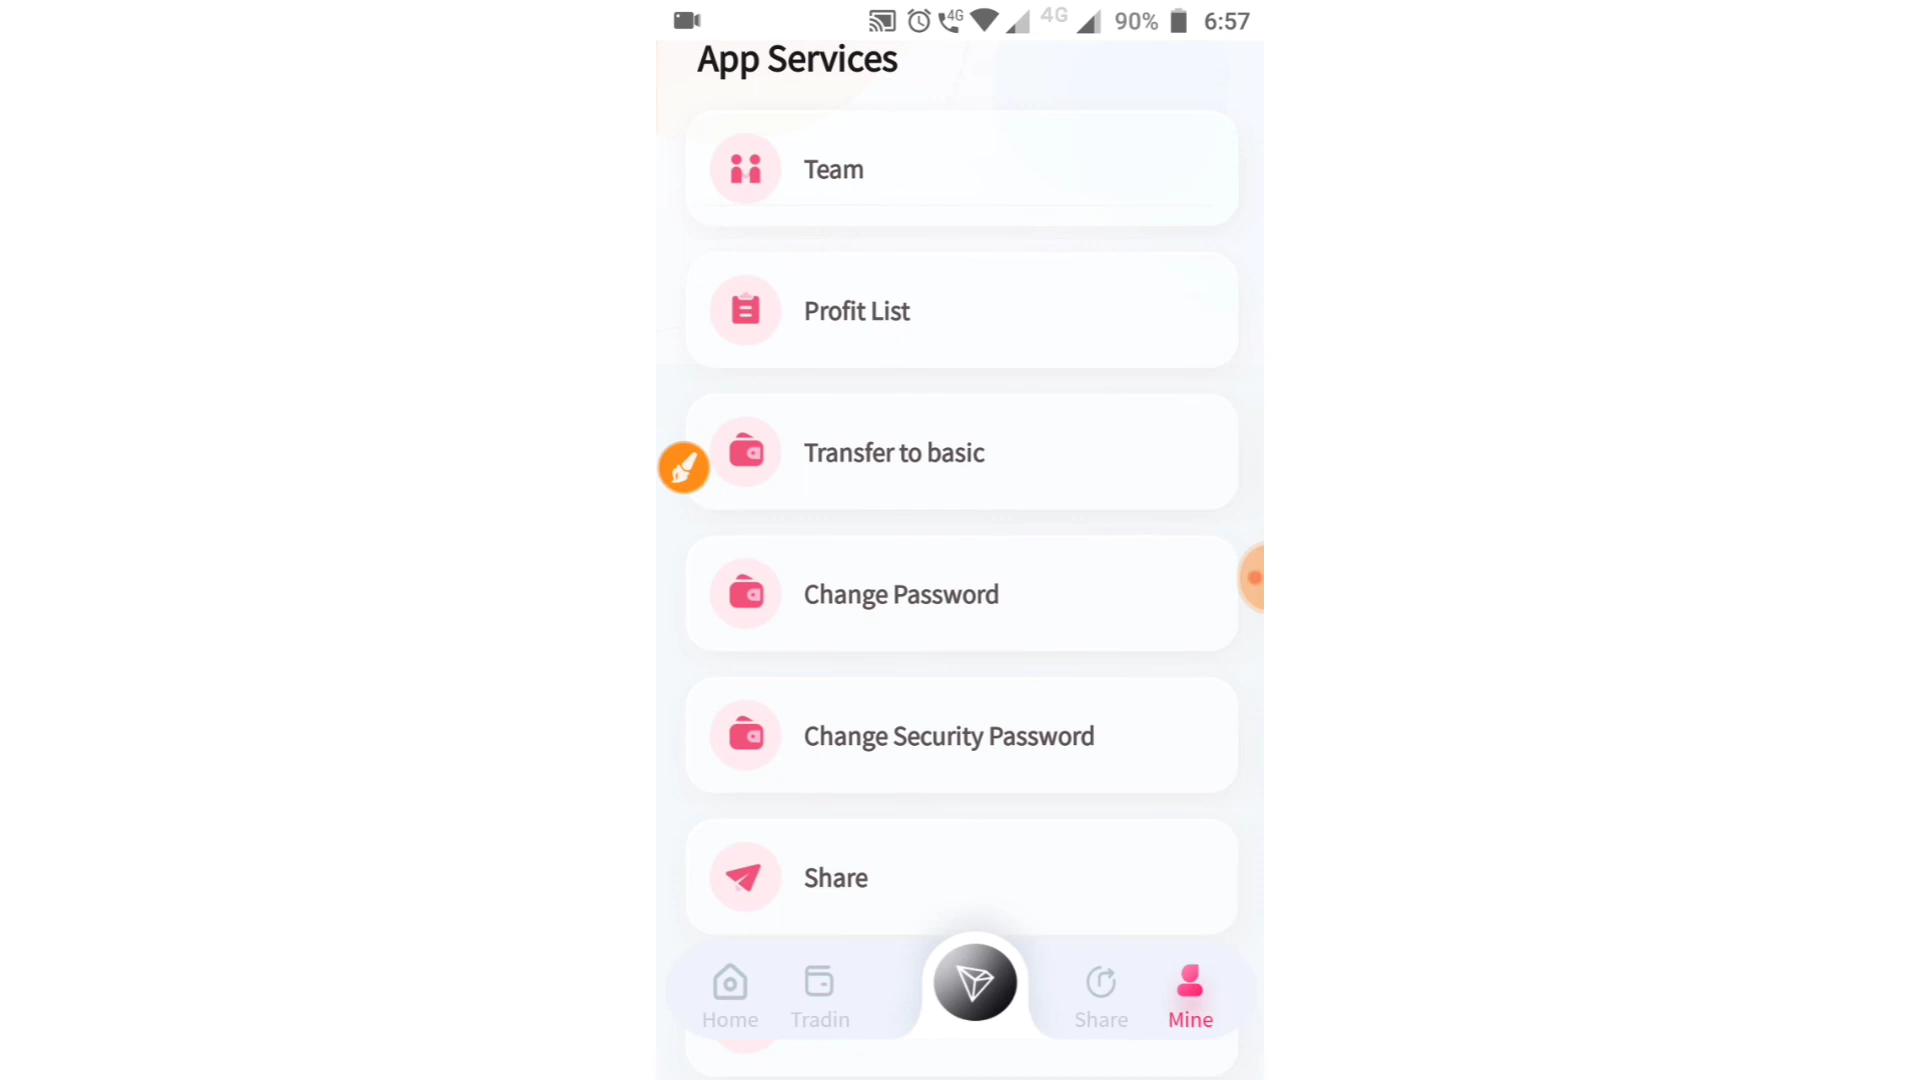 4G 4G 90% 6:57
App Services
Team
Profit List
Transfer to basic
Change Password
Change Security Password
Share
Home Tradin Share Mine